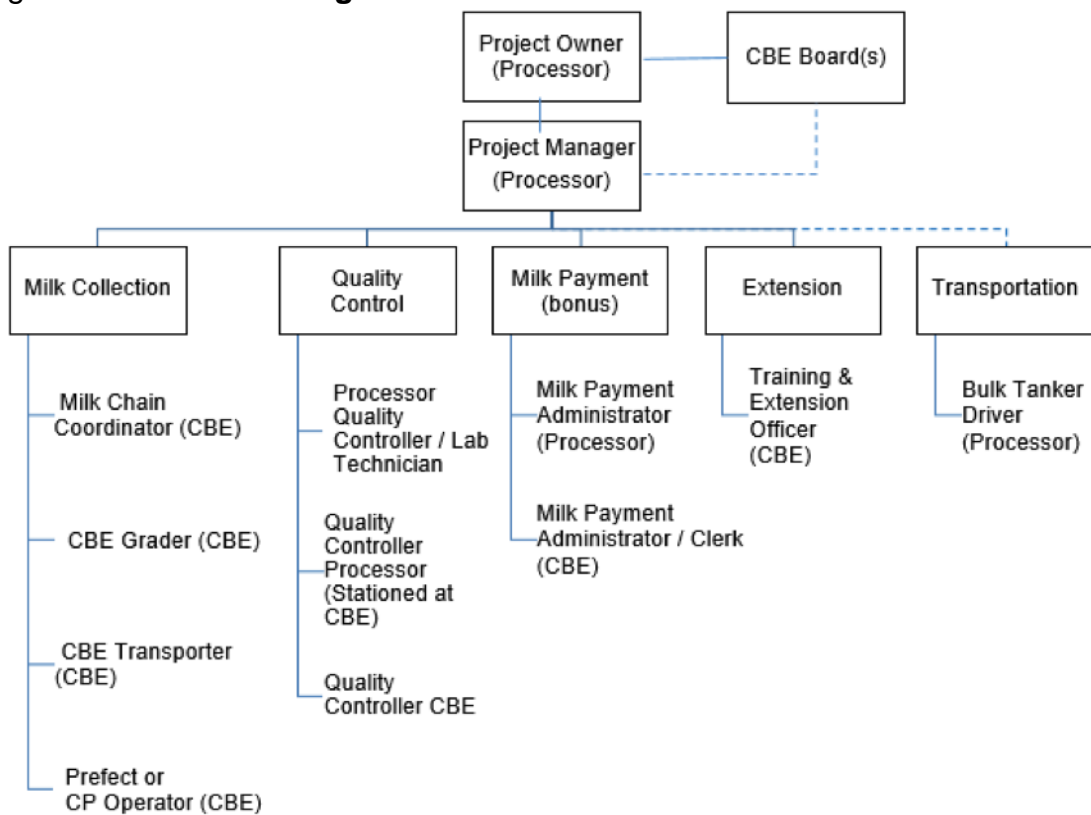 Project Owner
(Processor)
CBE Board(s)
Project Manager
(Processor)
Milk Collection
Quality
Control
Milk Payment
(bonus)
Extension
Transportation
Milk Chain
Coordinator (CBE)
CBE Grader (CBE)
CBE Transporter
(CBE)
Prefect or
CP Operator (CBE)
Processor
Quality
Controller / Lab
Technician
Quality
Controller
Processor
(Stationed at
CBE)
Quality
Controller CBE
Milk Payment
Administrator
(Processor)
Milk Payment
Administrator / Clerk
(CBE)
Training &
Extension
Officer
(CBE)
Bulk Tanker
Driver
(Processor)